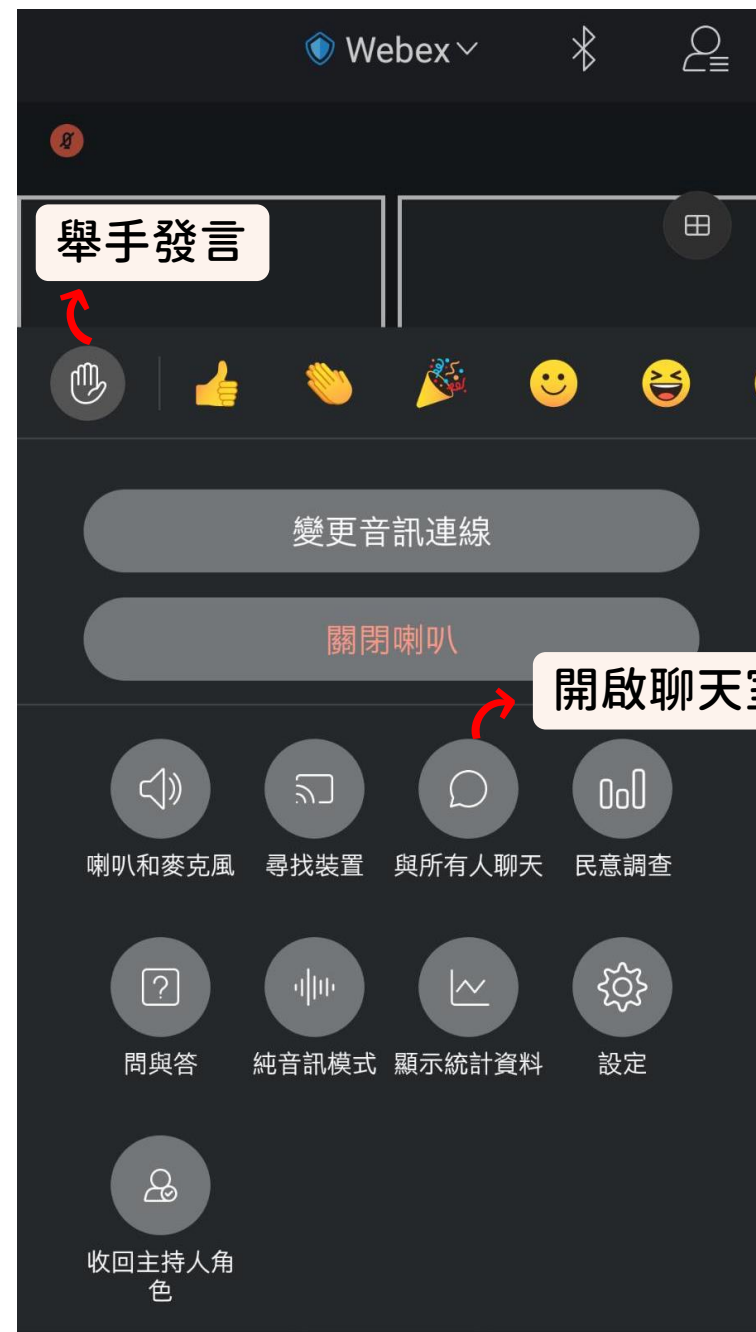 Webex
舉手發言
變更音訊連線
關閉喇叭
開啟聊天
喇叭和麥克風
尋找裝置
與所有人聊天
民意調查
問與答
純音訊模式
顯示統計資料
設定
收回主持人角
色